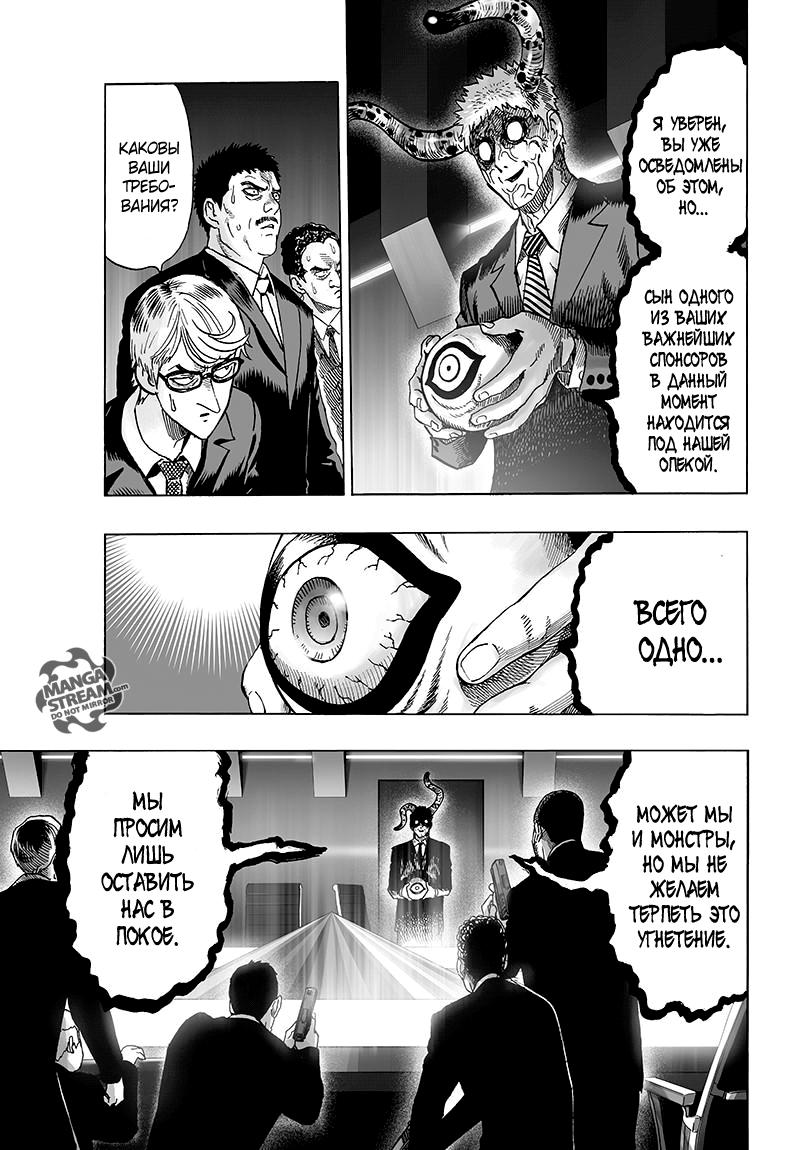 Я УВЕРЕН,
ВЫ УЖЕ
ОСВЕДОМЛЕНЫ
ОБ ЭТОМ,
НО...
СЫН ОДНОГО
ИЗ ВАШИХ
ВАЖНЕЙШИХ
СПОНСОРОВ
В ДАННЫЙ
МОМЕНТ
НАХОДИТСЯ
ПОД НАШЕЙ
ОПЕКОЙ.
КАКОВЫ
ВАШИ
ТРЕБО-
ВАНИЯ?
ВСЕГО
ОДНО...
MANGA
STREAM.com
DO NOT MIRROR!
МОЖЕТ МЫ
И МОНСТРЫ,
НО МЫ НЕ
ЖЕЛАЕМ
ТЕРПЕТЬ ЭТО
УГНЕТЕНИЕ.
МЫ
ПРОСИМ
ЛИШЬ
ОСТАВИТЬ
НАС В
ПОКОЕ.